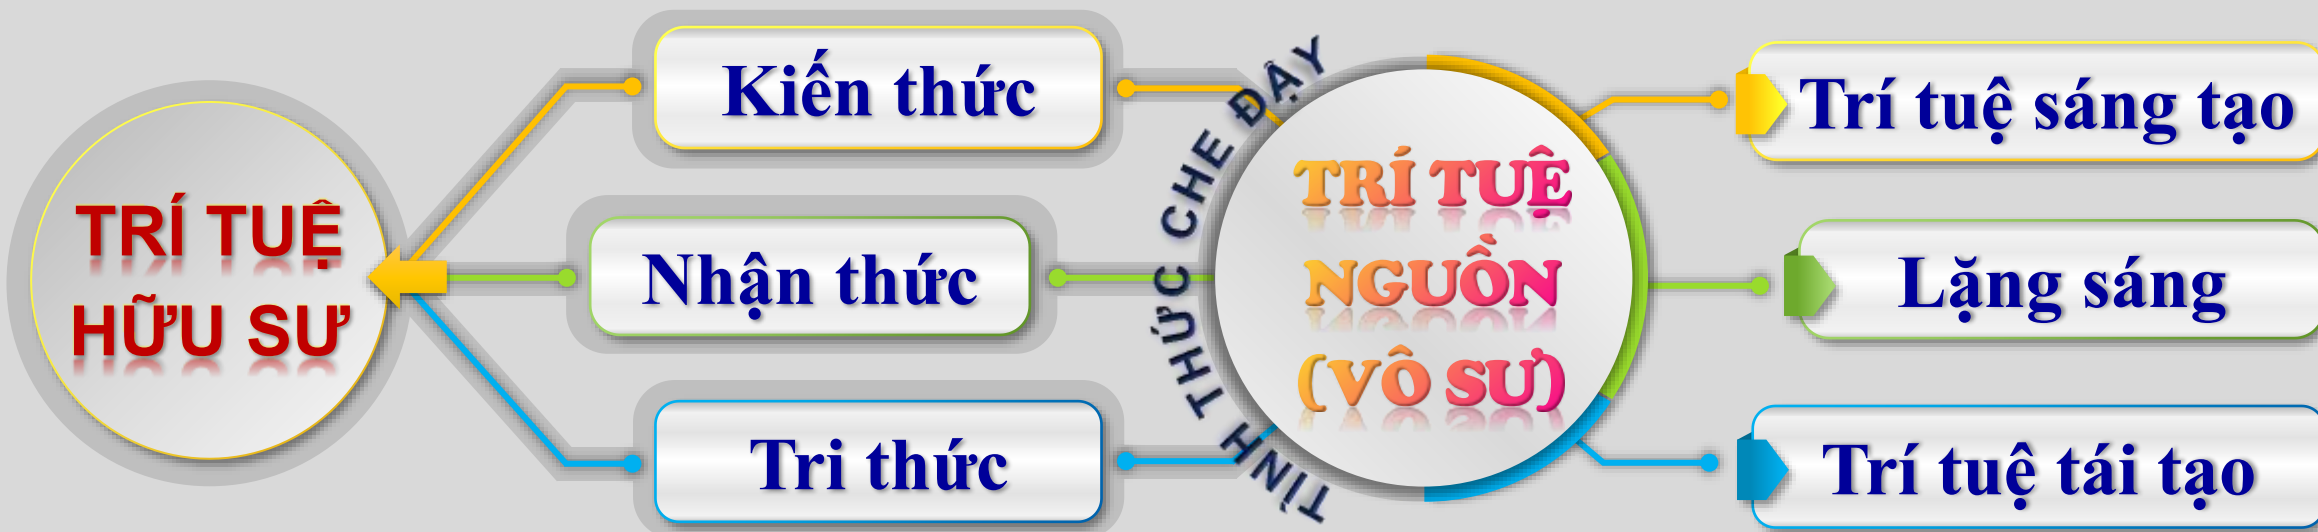 TRÍ TUỆ
HỮU SƯ
Kiến thức
Nhận thức
Tri thức
TÌNH THỨC CHE ĐẬY
TRÍ TUỆ
NGUỒN
(VÔ SƯ)
Trí tuệ sáng tạo
Lặng sáng
Trí tuệ tái tạo